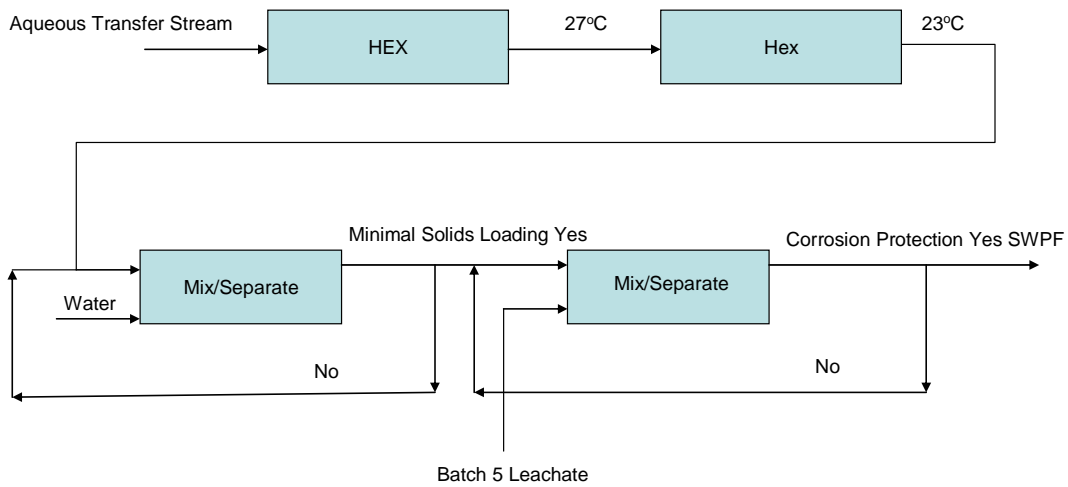 Aqueous Transfer Stream
HEX
27°C
Hex
23°C
Minimal Solids Loading Yes
Corrosion Protection Yes SWPF
Mix/Separate
Mix/Separate
Water
No
No
Batch 5 Leachate